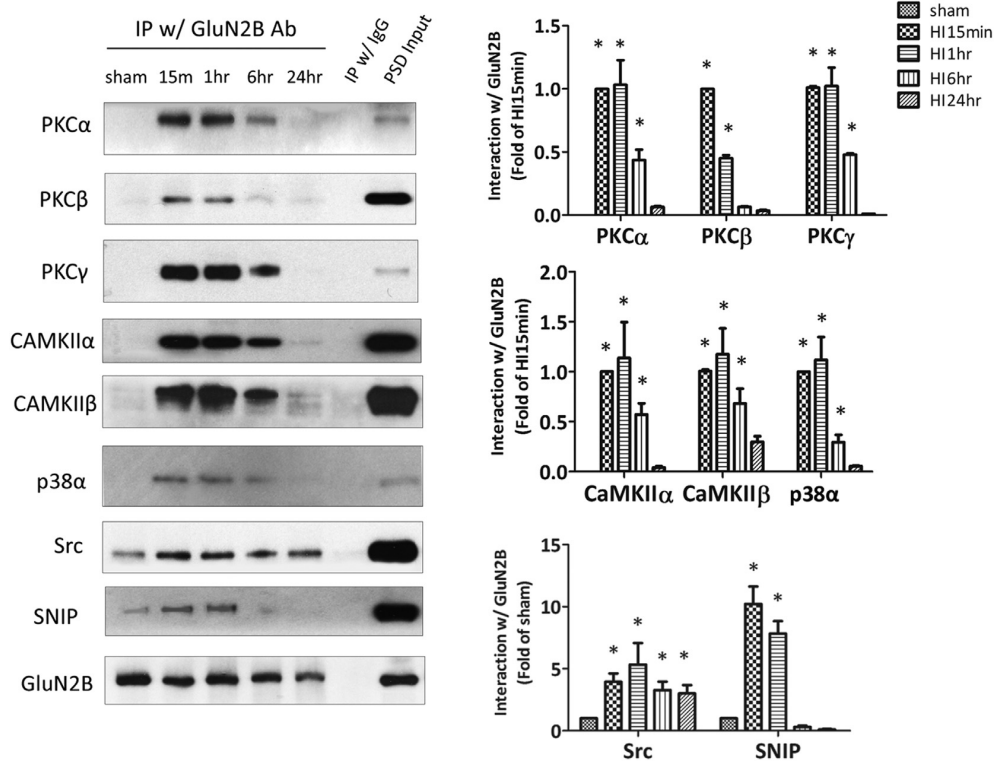 IP w/ GluN2B Ab
sham 15m 1hr 6hr 24hr IP w/ IgG PSD Input
PKCα
PKCβ
PKCγ
CAMKIIα
CAMKIIβ
p38α
Src
SNIP
GluN2B
Interaction w/ GluN2B
(Fold of HI15min)
1.5
1.0
0.5
0.0
* * * * * * * *
PKCα PKCβ PKCγ
sham
HI15min
HI1hr
HI6hr
HI24hr
Interaction w/ GluN2B
(Fold of HI15min)
2.0
1.5
1.0
0.5
0.0
* * * * * * * * *
CaMKIIα CaMKIIβ p38α
Interaction w/ GluN2B
(Fold of sham)
15
10
5
0
* * * * * *
Src SNIP